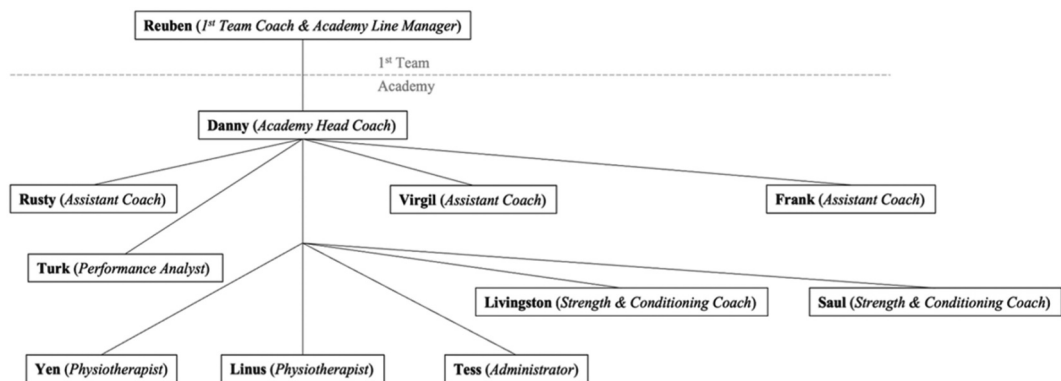 Reuben (1st Team Coach & Academy Line Manager)
1st Team
Academy
Danny (Academy Head Coach)
Rusty (Assistant Coach)
Virgil (Assistant Coach)
Frank (Assistant Coach)
Turk (Performance Analyst)
Livingston (Strength & Conditioning Coach)
Saul (Strength & Conditioning Coach)
Yen (Physiotherapist)
Linus (Physiotherapist)
Tess (Administrator)